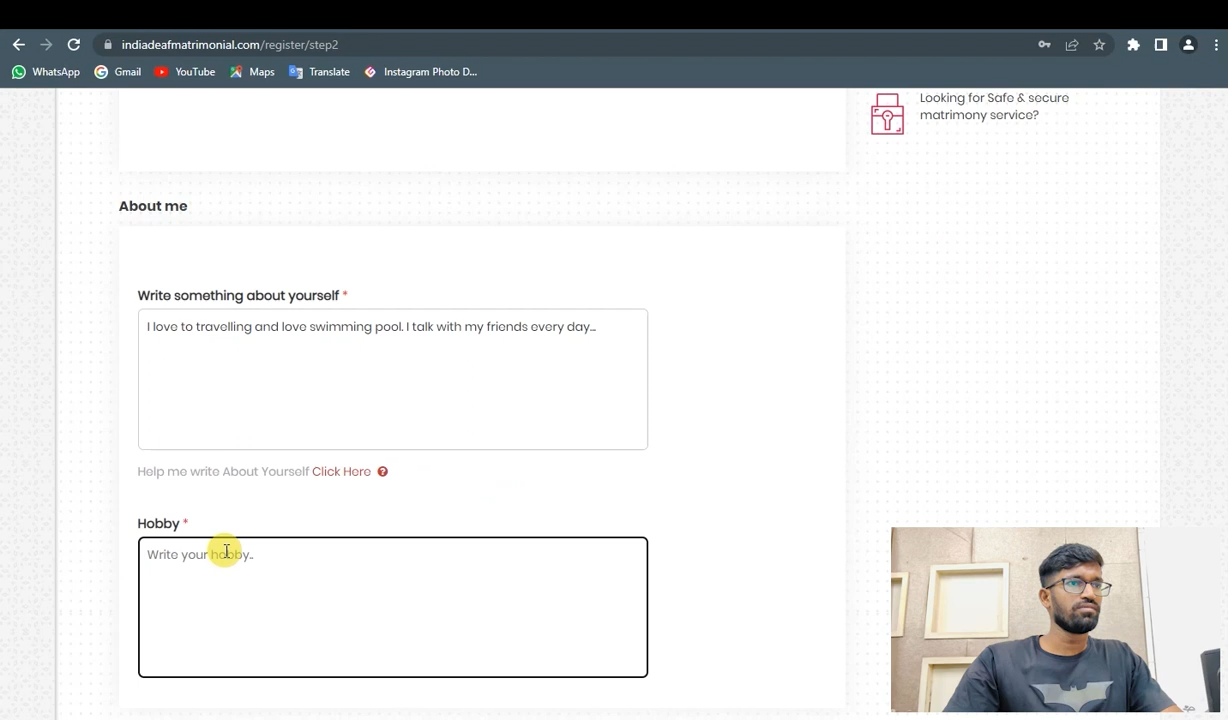 indiadeafmatrimonial.com/register/step2
WhatsApp Gmail YouTube Maps Translate Instagram Photo D...
Looking for Safe & secure
matrimony service?
About me
Write something about yourself *
I love to travelling and love swimming pool. I talk with my friends every day...
Help me write About Yourself Click Here ?
Hobby *
Write your hobby..